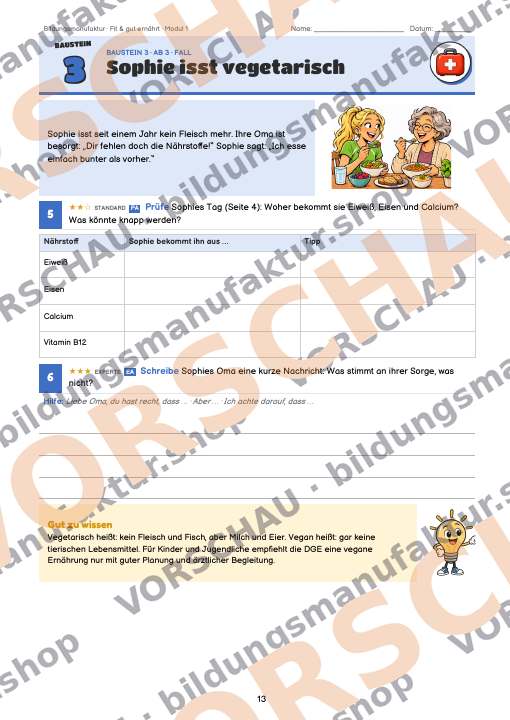 Bildungsmanufaktur · Fit & gut ernährt · Modul 1 Name: Datum:
BAUSTEIN
3
BAUSTEIN 3 · AB 3 · FALL
Sophie isst vegetarisch
Sophie isst seit einem Jahr kein Fleisch mehr. Ihre Oma ist
besorgt: „Dir fehlen doch die Nährstoffe!“ Sophie sagt: „Ich esse
einfach bunter als vorher.“
5 ★★☆ STANDARD PA Prüfe Sophies Tag (Seite 4): Woher bekommt sie Eiweiß, Eisen und Calcium?
Was könnte knapp werden?
Nährstoff Sophie bekommt ihn aus … Tipp
Eiweiß
Eisen
Calcium
Vitamin B12
6 ★★★ EXPERTE EA Schreibe Sophies Oma eine kurze Nachricht: Was stimmt an ihrer Sorge, was
nicht?
Hilfe: Liebe Oma, du hast recht, dass … · Aber … · Ich achte darauf, dass …
Gut zu wissen
Vegetarisch heißt: kein Fleisch und Fisch, aber Milch und Eier. Vegan heißt: gar keine
tierischen Lebensmittel. Für Kinder und Jugendliche empfiehlt die DGE eine vegane
Ernährung nur mit guter Planung und ärztlicher Begleitung.
13
VORSCHAU · bildungsmanufaktur.shop
VORSCHAU